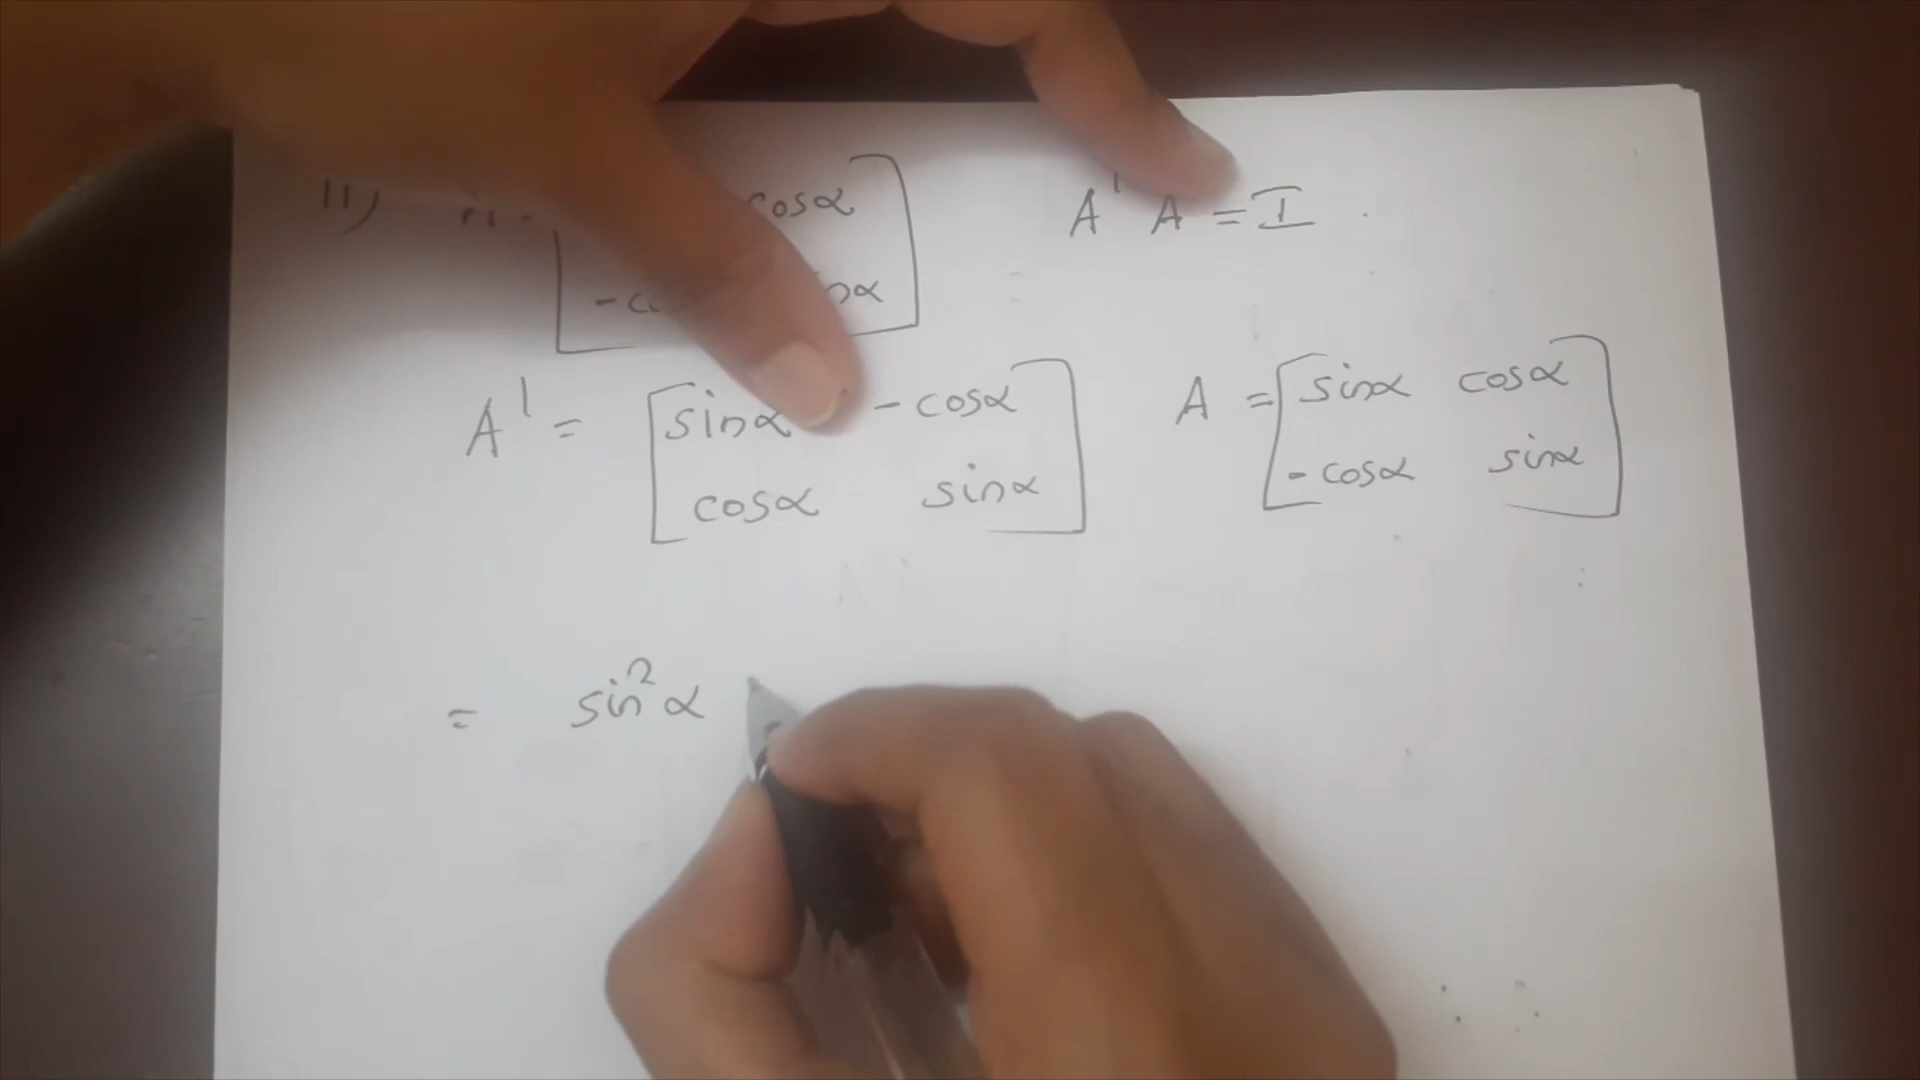 11) cosα A' A = I .
-c
A' = sinα - cosα A = sinα cosα
cosα sinα -cosα sinα
= sin²α